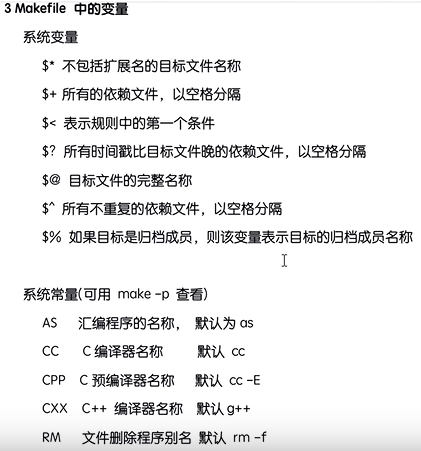 3 Makefile 中的变量
系统变量
$* 不包括扩展名的目标文件名称
$+ 所有的依赖文件，以空格分隔
$< 表示规则中的第一个条件
$? 所有时间戳比目标文件晚的依赖文件，以空格分隔
$@ 目标文件的完整名称
$^ 所有不重复的依赖文件，以空格分隔
$% 如果目标是归档成员，则该变量表示目标的归档成员名称
系统常量(可用 make -p 查看)
AS 汇编程序的名称， 默认为 as
CC C 编译器名称 默认 cc
CPP C 预编译器名称 默认 cc -E
CXX C++ 编译器名称 默认 g++
RM 文件删除程序别名 默认 rm -f